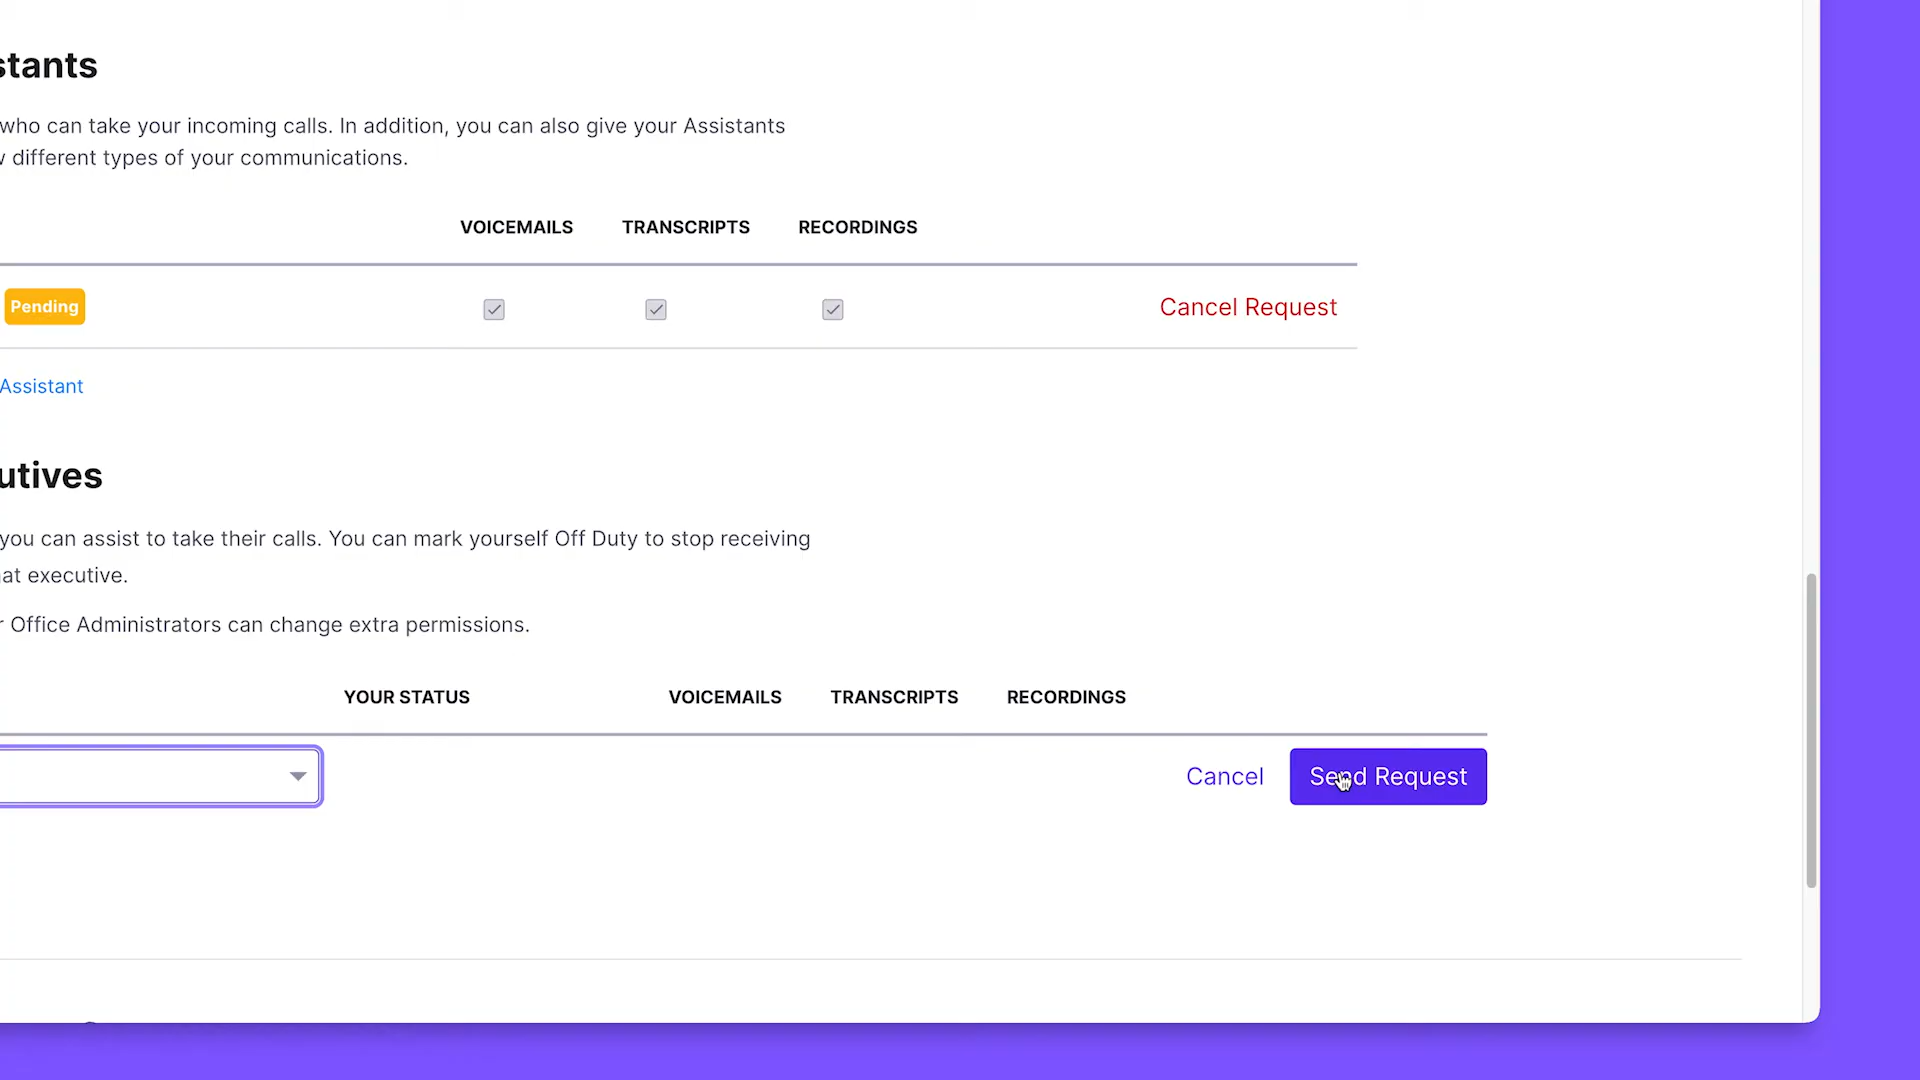 stants
who can take your incoming calls. In addition, you can also give your Assistants
different types of your communications.
VOICEMAILS TRANSCRIPTS RECORDINGS
Pending Cancel Request
Assistant
utives
you can assist to take their calls. You can mark yourself Off Duty to stop receiving
at executive.
r Office Administrators can change extra permissions.
YOUR STATUS VOICEMAILS TRANSCRIPTS RECORDINGS
Cancel Send Request